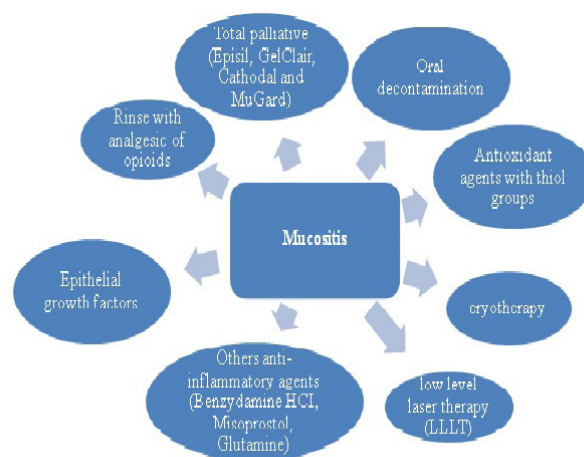 Total palliative
(Episil, GelClair,
Cathodal and
MuGard)
Oral
decontamination
Rinse with
analgesic of
opioids
Antioxidant
agents with thiol
groups
Mucositis
Epithelial
growth factors
cryotherapy
Others anti-
inflammatory agents
(Benzydamine HCI,
Misoprostol,
Glutamine)
low level
laser therapy
(LLLT)